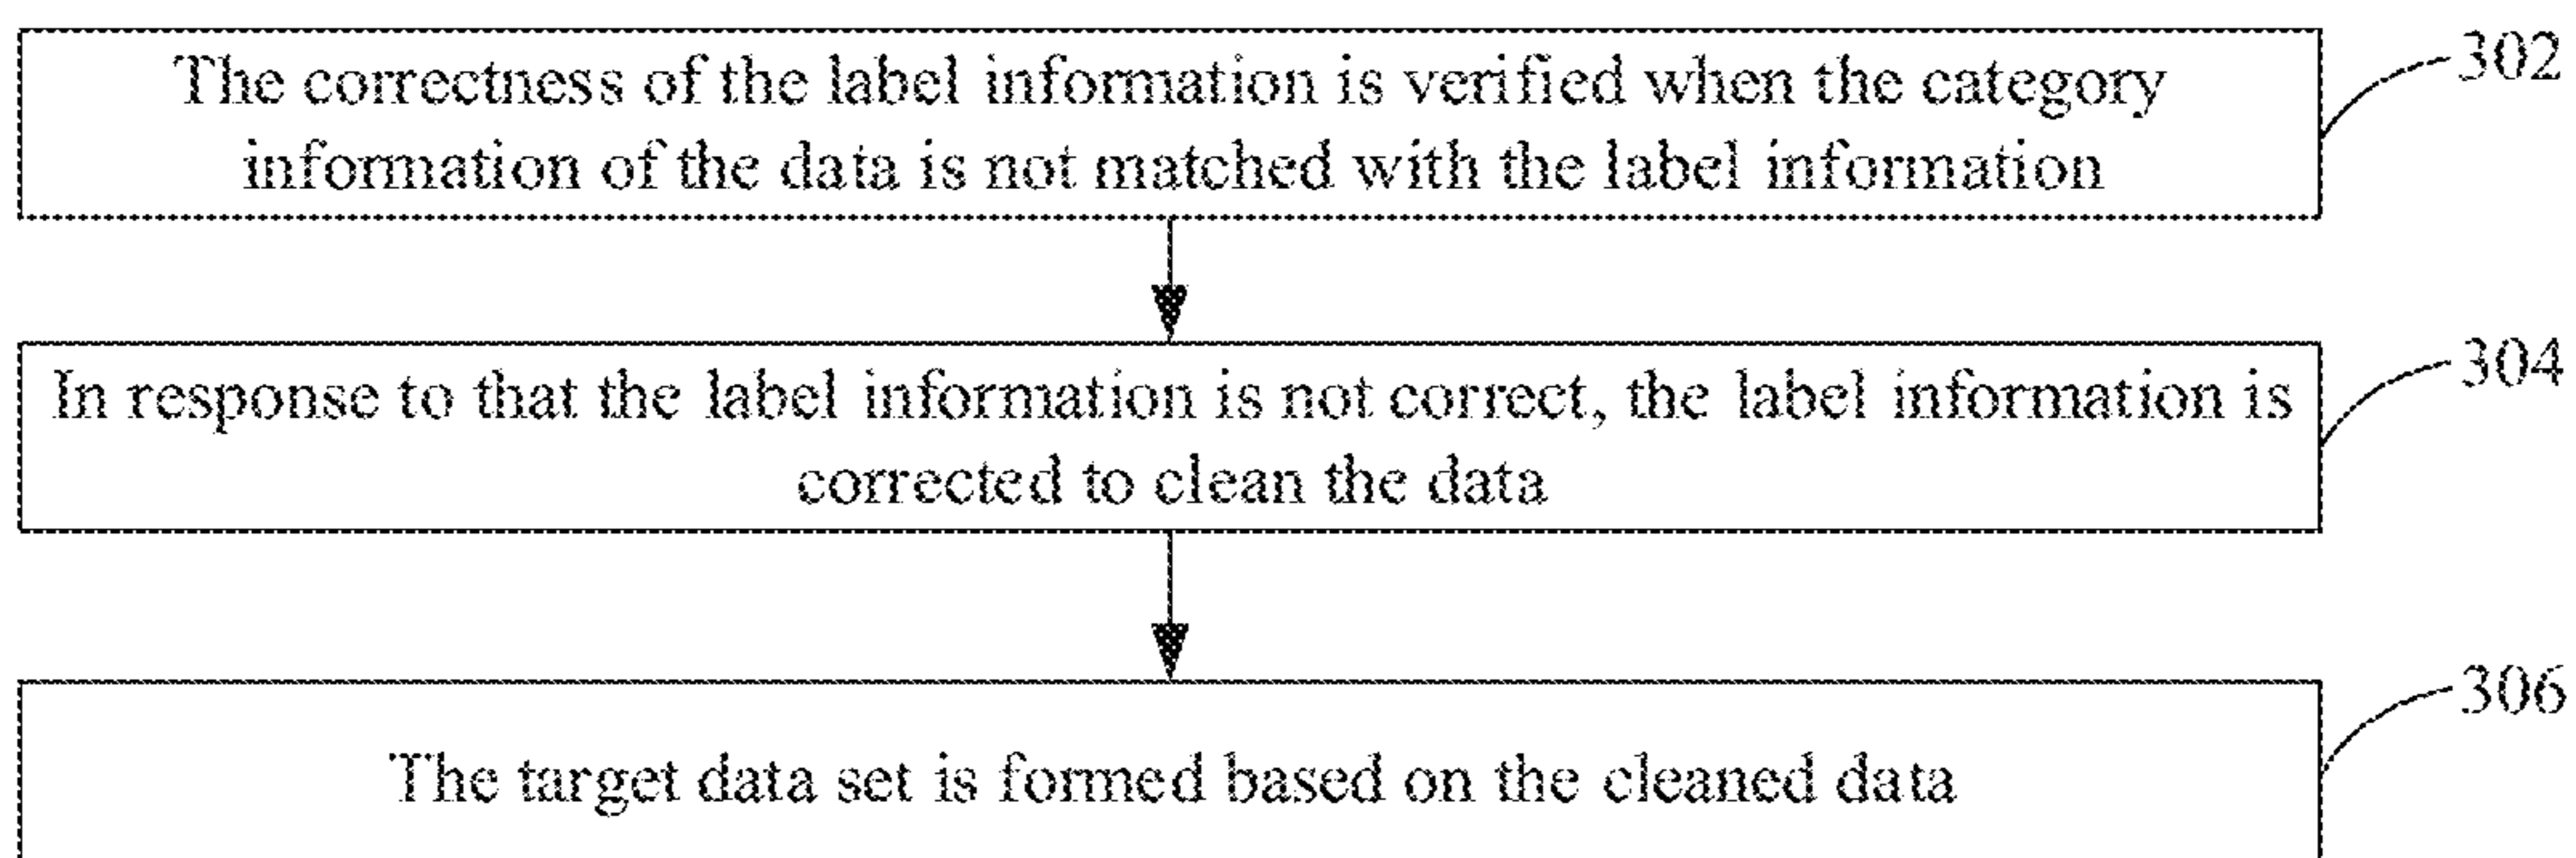 The correctness of the label information is verified when the category
302
information of the data is not matched with the label information
In response to that the label information is not correct, the label information is
304
corrected to clean the data
The target data set is formed based on the cleaned data
306